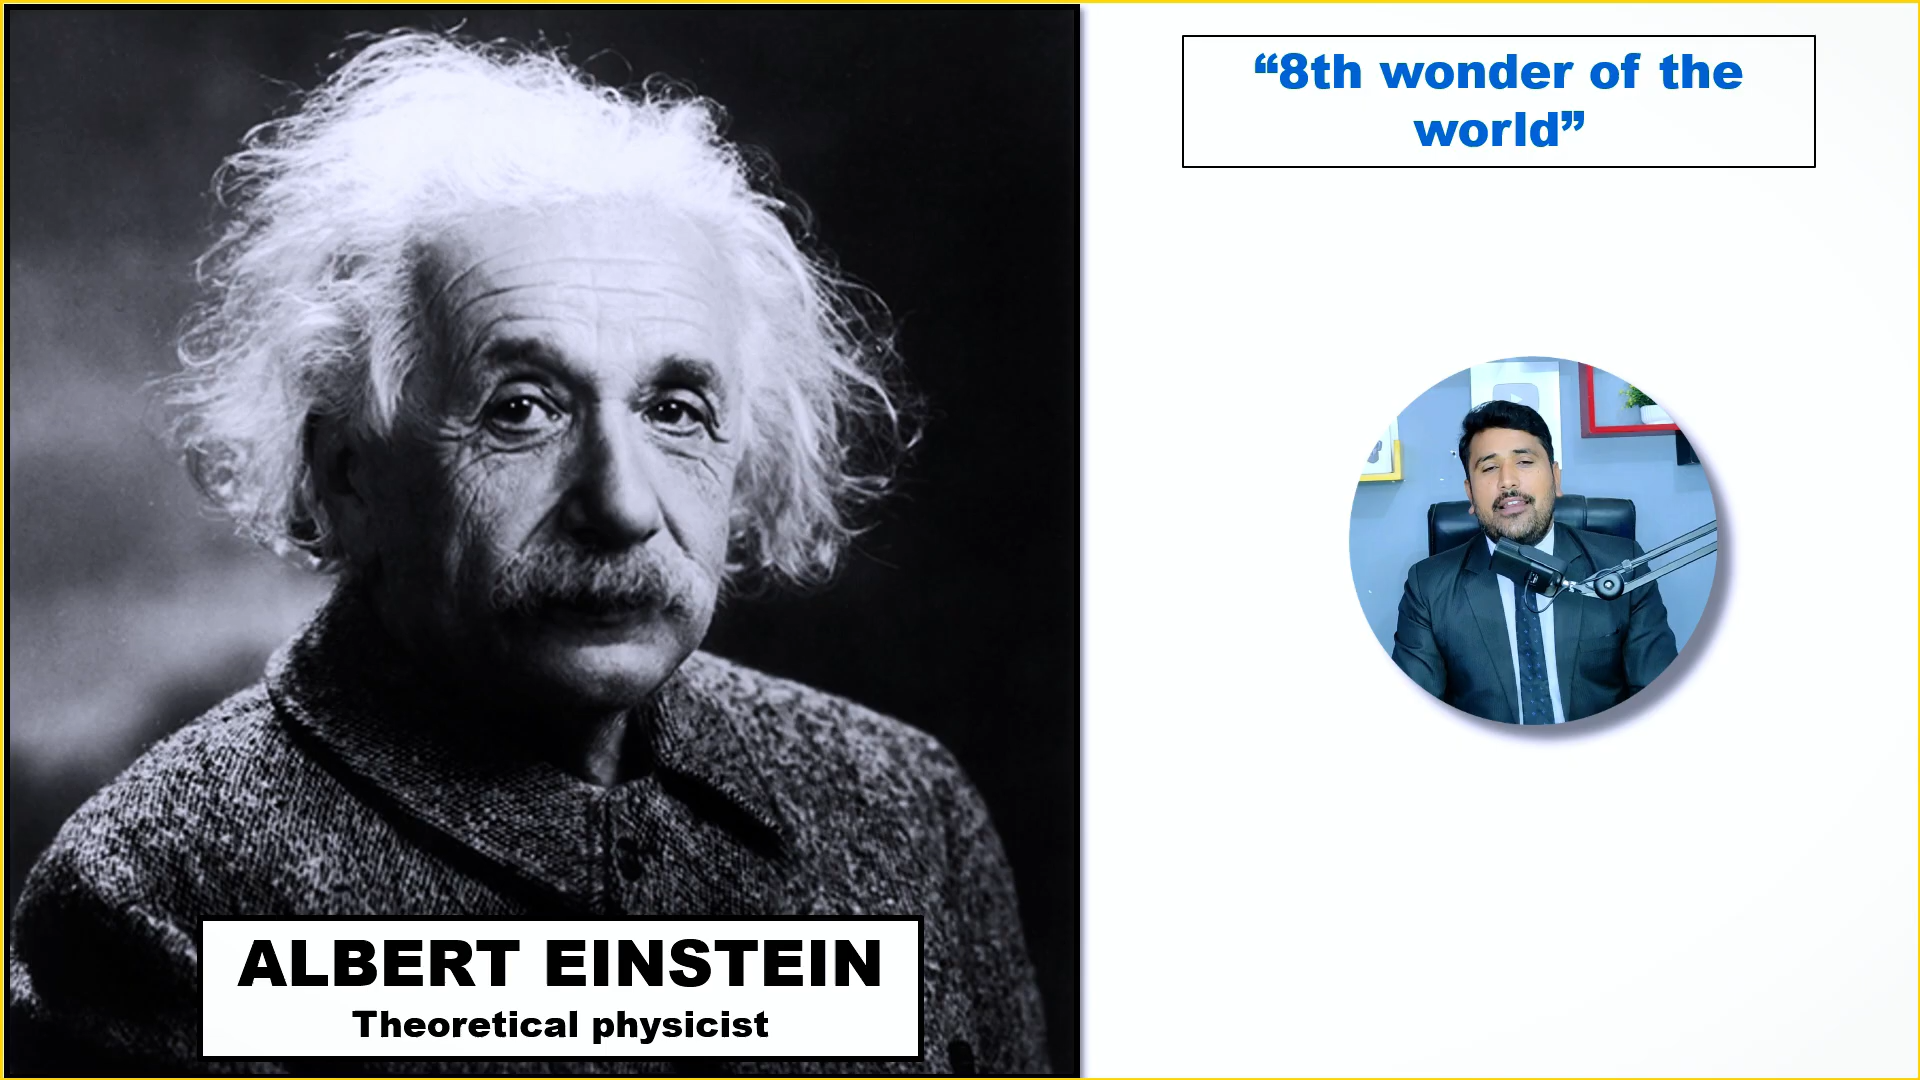 “8th wonder of the
world”
ALBERT EINSTEIN
Theoretical physicist